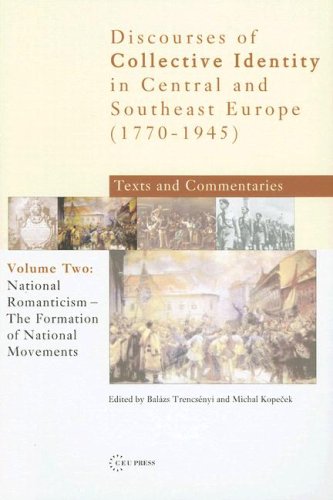 Discourses of
Collective Identity
in Central and
Southeast Europe
(1770-1945)
Texts and Commentaries
Volume Two:
National
Romanticism –
The Formation
of National
Movements
Edited by Balázs Trencsényi and Michal Kopeček
CEU PRESS